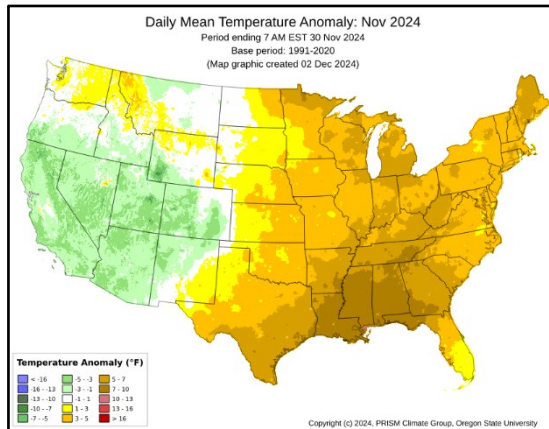 Daily Mean Temperature Anomaly: Nov 2024
Period ending 7 AM EST 30 Nov 2024
Base period: 1991-2020
(Map graphic created 02 Dec 2024)
Temperature Anomaly (°F)
< -16
-16 - -13
-13 - -10
-10 - -7
-7 - -5
-5 - -3
-3 - -1
-1 - 1
1 - 3
3 - 5
5 - 7
7 - 10
10 - 13
13 - 16
> 16
Copyright (c) 2024, PRISM Climate Group, Oregon State University